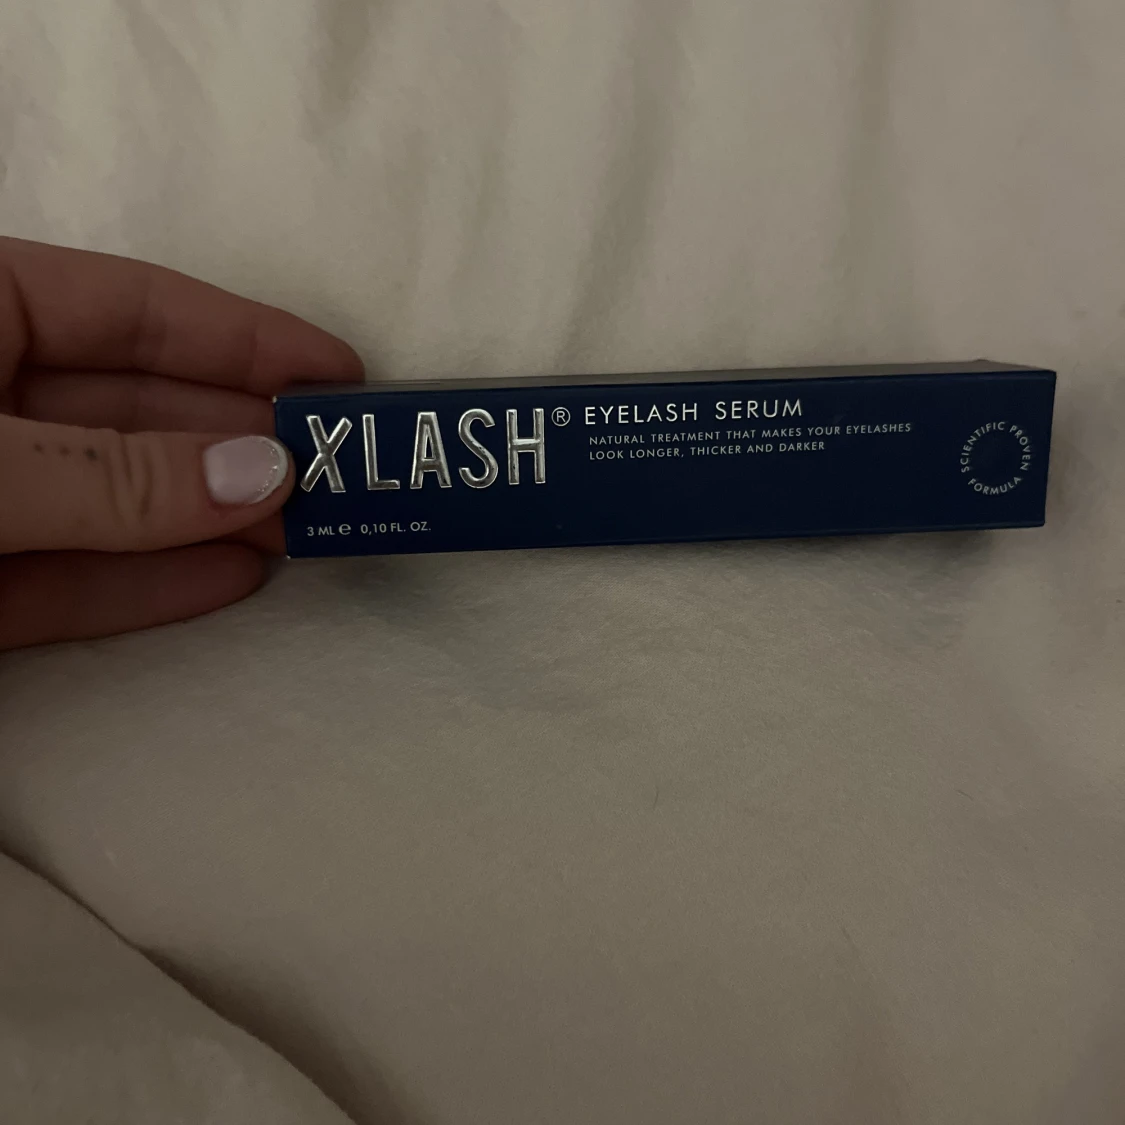 XLASH® EYELASH SERUM
NATURAL TREATMENT THAT MAKES YOUR EYELASHES
LOOK LONGER, THICKER AND DARKER
SCIENTIFIC PROVEN FORMULA
3 ML ℮ 0,10 FL. OZ.